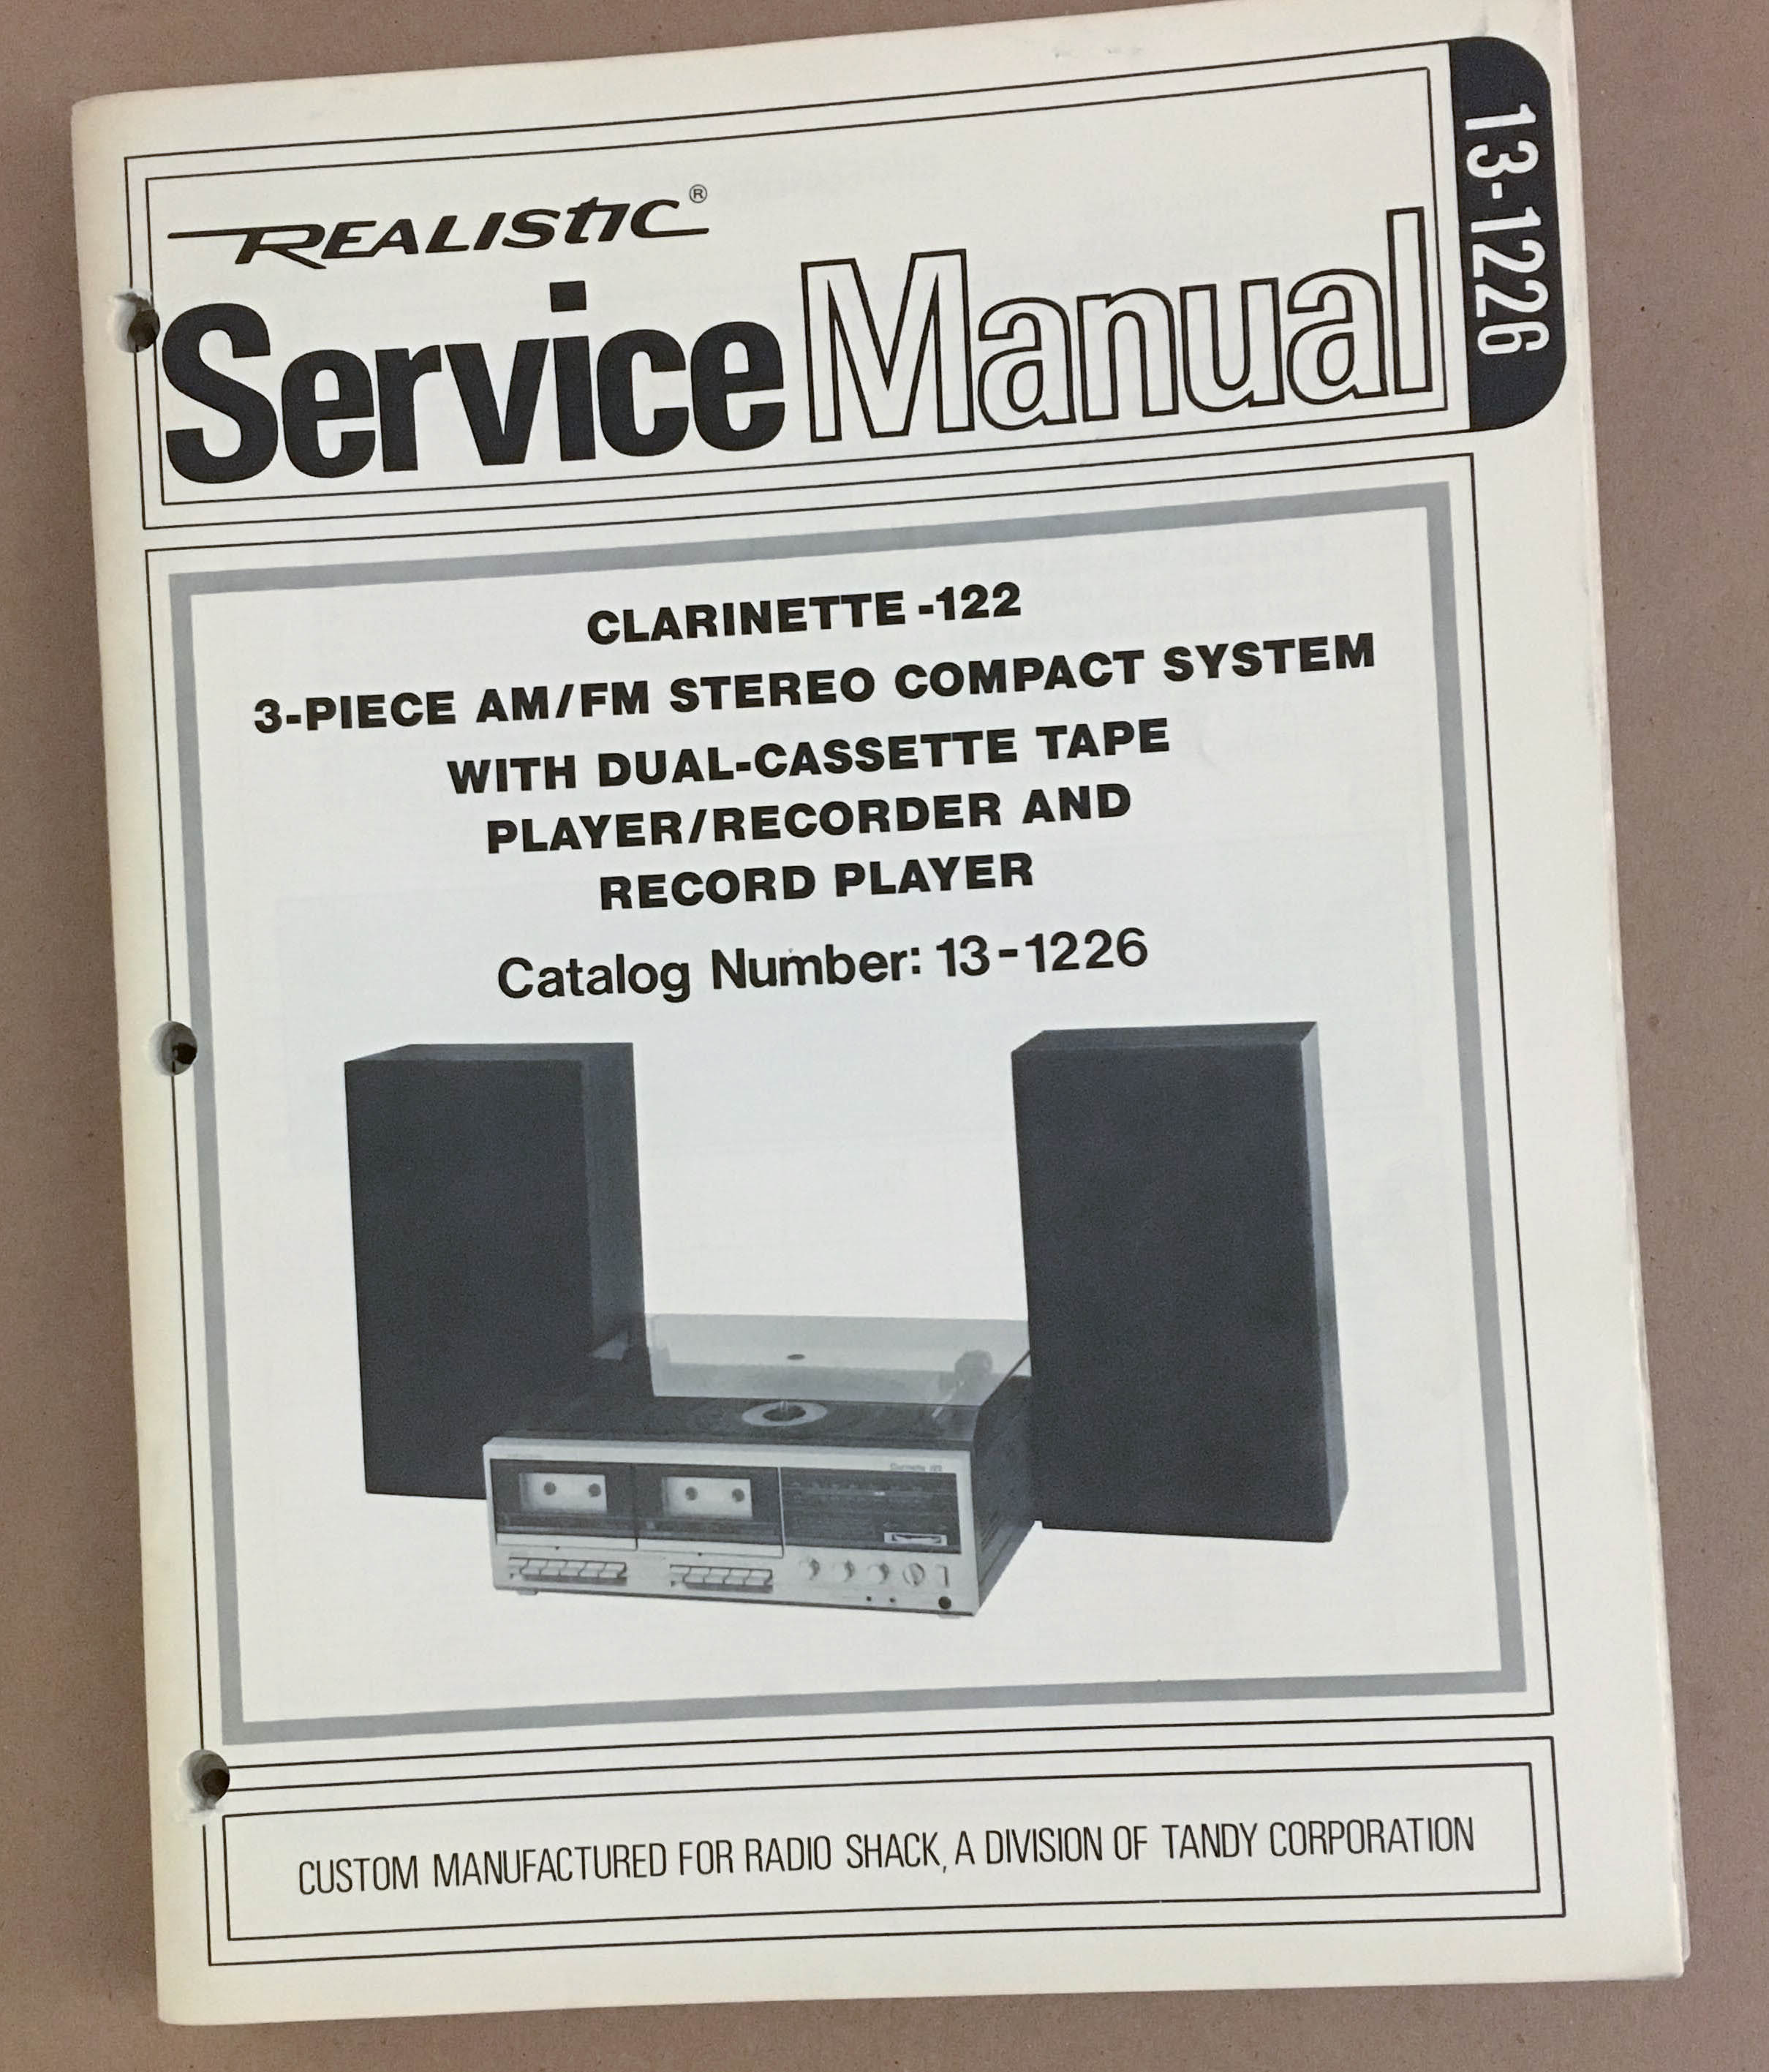 REALISTIC®
Service Manual
13-1226
CLARINETTE -122
3-PIECE AM/FM STEREO COMPACT SYSTEM
WITH DUAL-CASSETTE TAPE
PLAYER/RECORDER AND
RECORD PLAYER
Catalog Number: 13-1226
CUSTOM MANUFACTURED FOR RADIO SHACK, A DIVISION OF TANDY CORPORATION